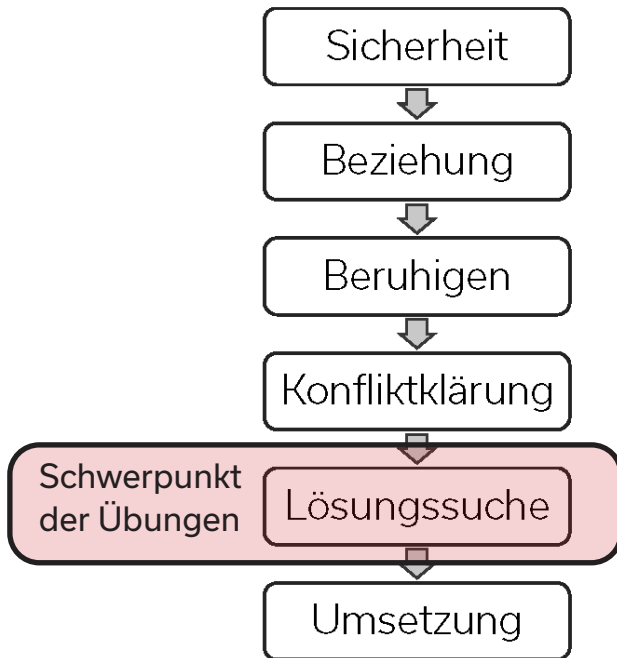 Sicherheit
Beziehung
Beruhigen
Konfliktklärung
Schwerpunkt
der Übungen
Lösungssuche
Umsetzung